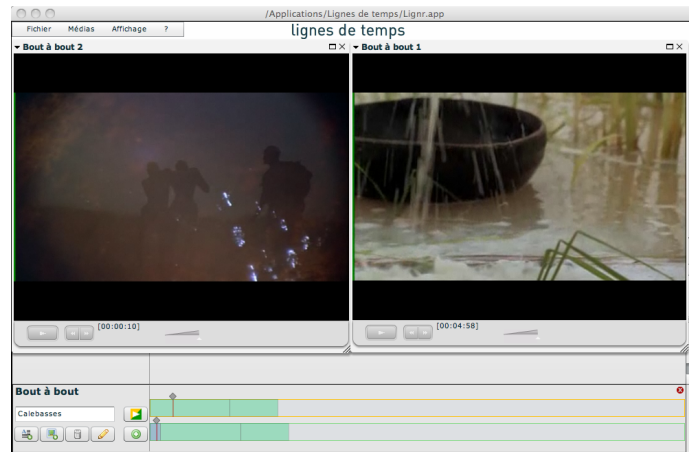 /Applications/Lignes de temps/Lignr.app
Fichier Médias Affichage ?
lignes de temps
Bout à bout 2
Bout à bout 1
[00:00:10]
[00:04:58]
Bout à bout
Calebasses